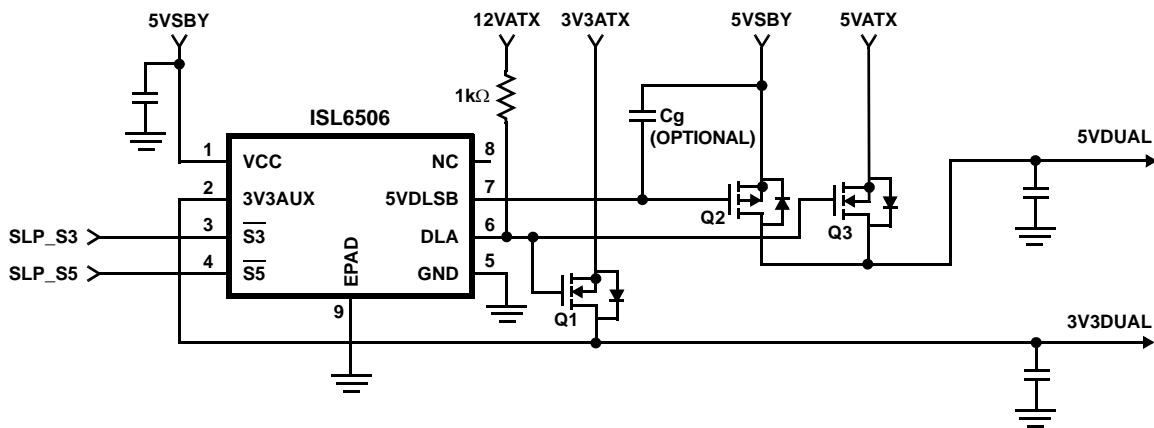 5VSBY
12VATX
3V3ATX
5VSBY
5VATX
1kΩ
Cg
(OPTIONAL)
ISL6506
1
VCC
NC
8
5VDUAL
2
3V3AUX
5VDLSB
7
Q2
Q3
SLP_S3
3
S3
DLA
6
SLP_S5
4
S5
EPAD
GND
5
9
Q1
3V3DUAL